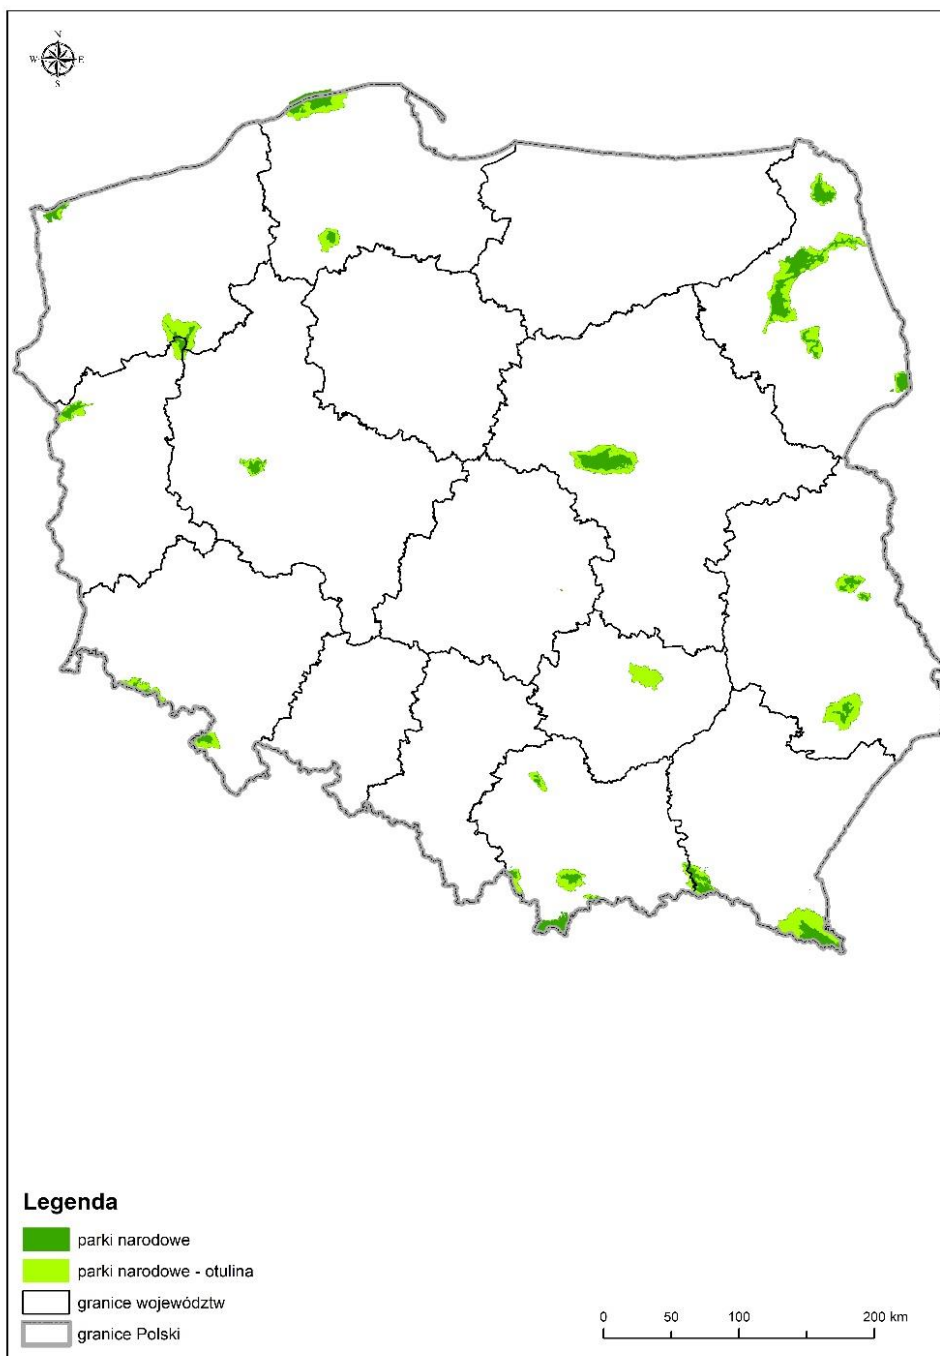 N
W E
S
Legenda
parki narodowe
parki narodowe - otulina
granice województw
granice Polski
0 50 100 200 km